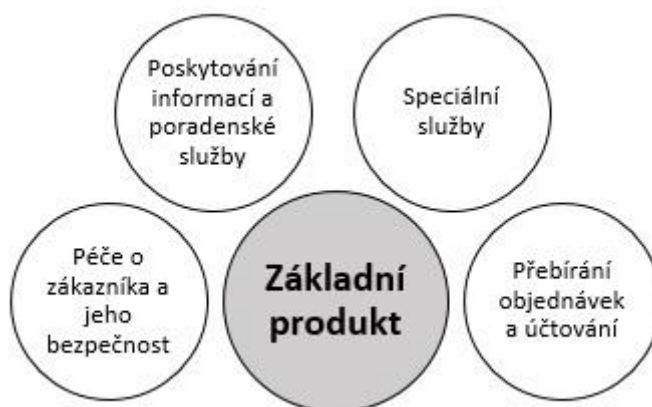 Poskytování
informací a
poradenské
služby
Speciální
služby
Péče o
zákazníka a
jeho
bezpečnost
Základní
produkt
Přebírání
objednávek
a účtování